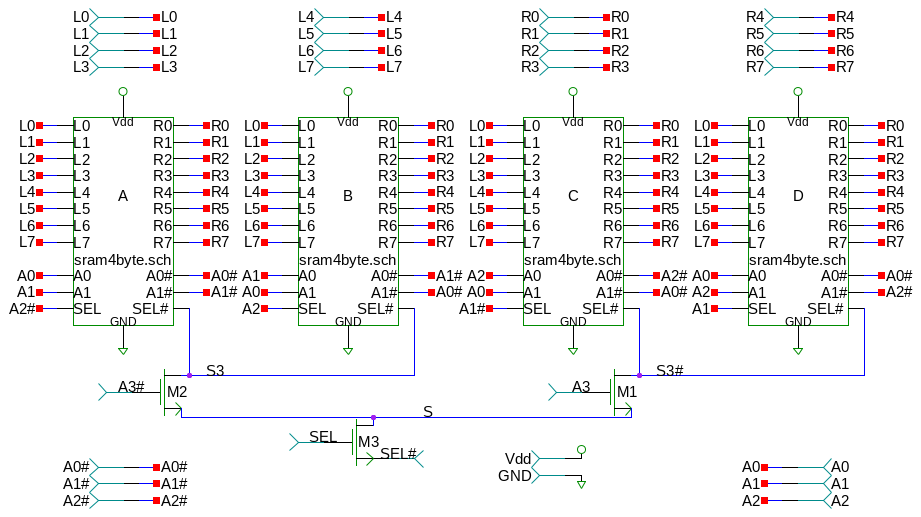 L0 L0 L4 L4 R0 R0 R4 R4
L1 L1 L5 L5 R1 R1 R5 R5
L2 L2 L6 L6 R2 R2 R6 R6
L3 L3 L7 L7 R3 R3 R7 R7
Vdd Vdd Vdd Vdd
L0 L0 R0 R0 L0 L0 R0 R0 L0 L0 R0 R0 L0 L0 R0 R0
L1 L1 R1 R1 L1 L1 R1 R1 L1 L1 R1 R1 L1 L1 R1 R1
L2 L2 R2 R2 L2 L2 R2 R2 L2 L2 R2 R2 L2 L2 R2 R2
L3 L3 R3 R3 L3 L3 R3 R3 L3 L3 R3 R3 L3 L3 R3 R3
L4 L4 A R4 R4 L4 L4 B R4 R4 L4 L4 C R4 R4 L4 L4 D R4 R4
L5 L5 R5 R5 L5 L5 R5 R5 L5 L5 R5 R5 L5 L5 R5 R5
L6 L6 R6 R6 L6 L6 R6 R6 L6 L6 R6 R6 L6 L6 R6 R6
L7 L7 R7 R7 L7 L7 R7 R7 L7 L7 R7 R7 L7 L7 R7 R7
sram4byte.sch sram4byte.sch sram4byte.sch sram4byte.sch
A0 A0 A0# A0# A1 A0 A0# A1# A2 A0 A0# A2# A0 A0 A0# A0#
A1 A1 A1# A1# A0 A1 A1# A0# A0 A1 A1# A0# A2 A1 A1# A2#
A2# SEL SEL# A2 SEL SEL# A1# SEL SEL# A1 SEL SEL#
GND GND GND GND
S3 S3#
A3# M2 A3 M1
S
SEL M3 SEL#
Vdd
GND
A0# A0# A0 A0
A1# A1# A1 A1
A2# A2# A2 A2